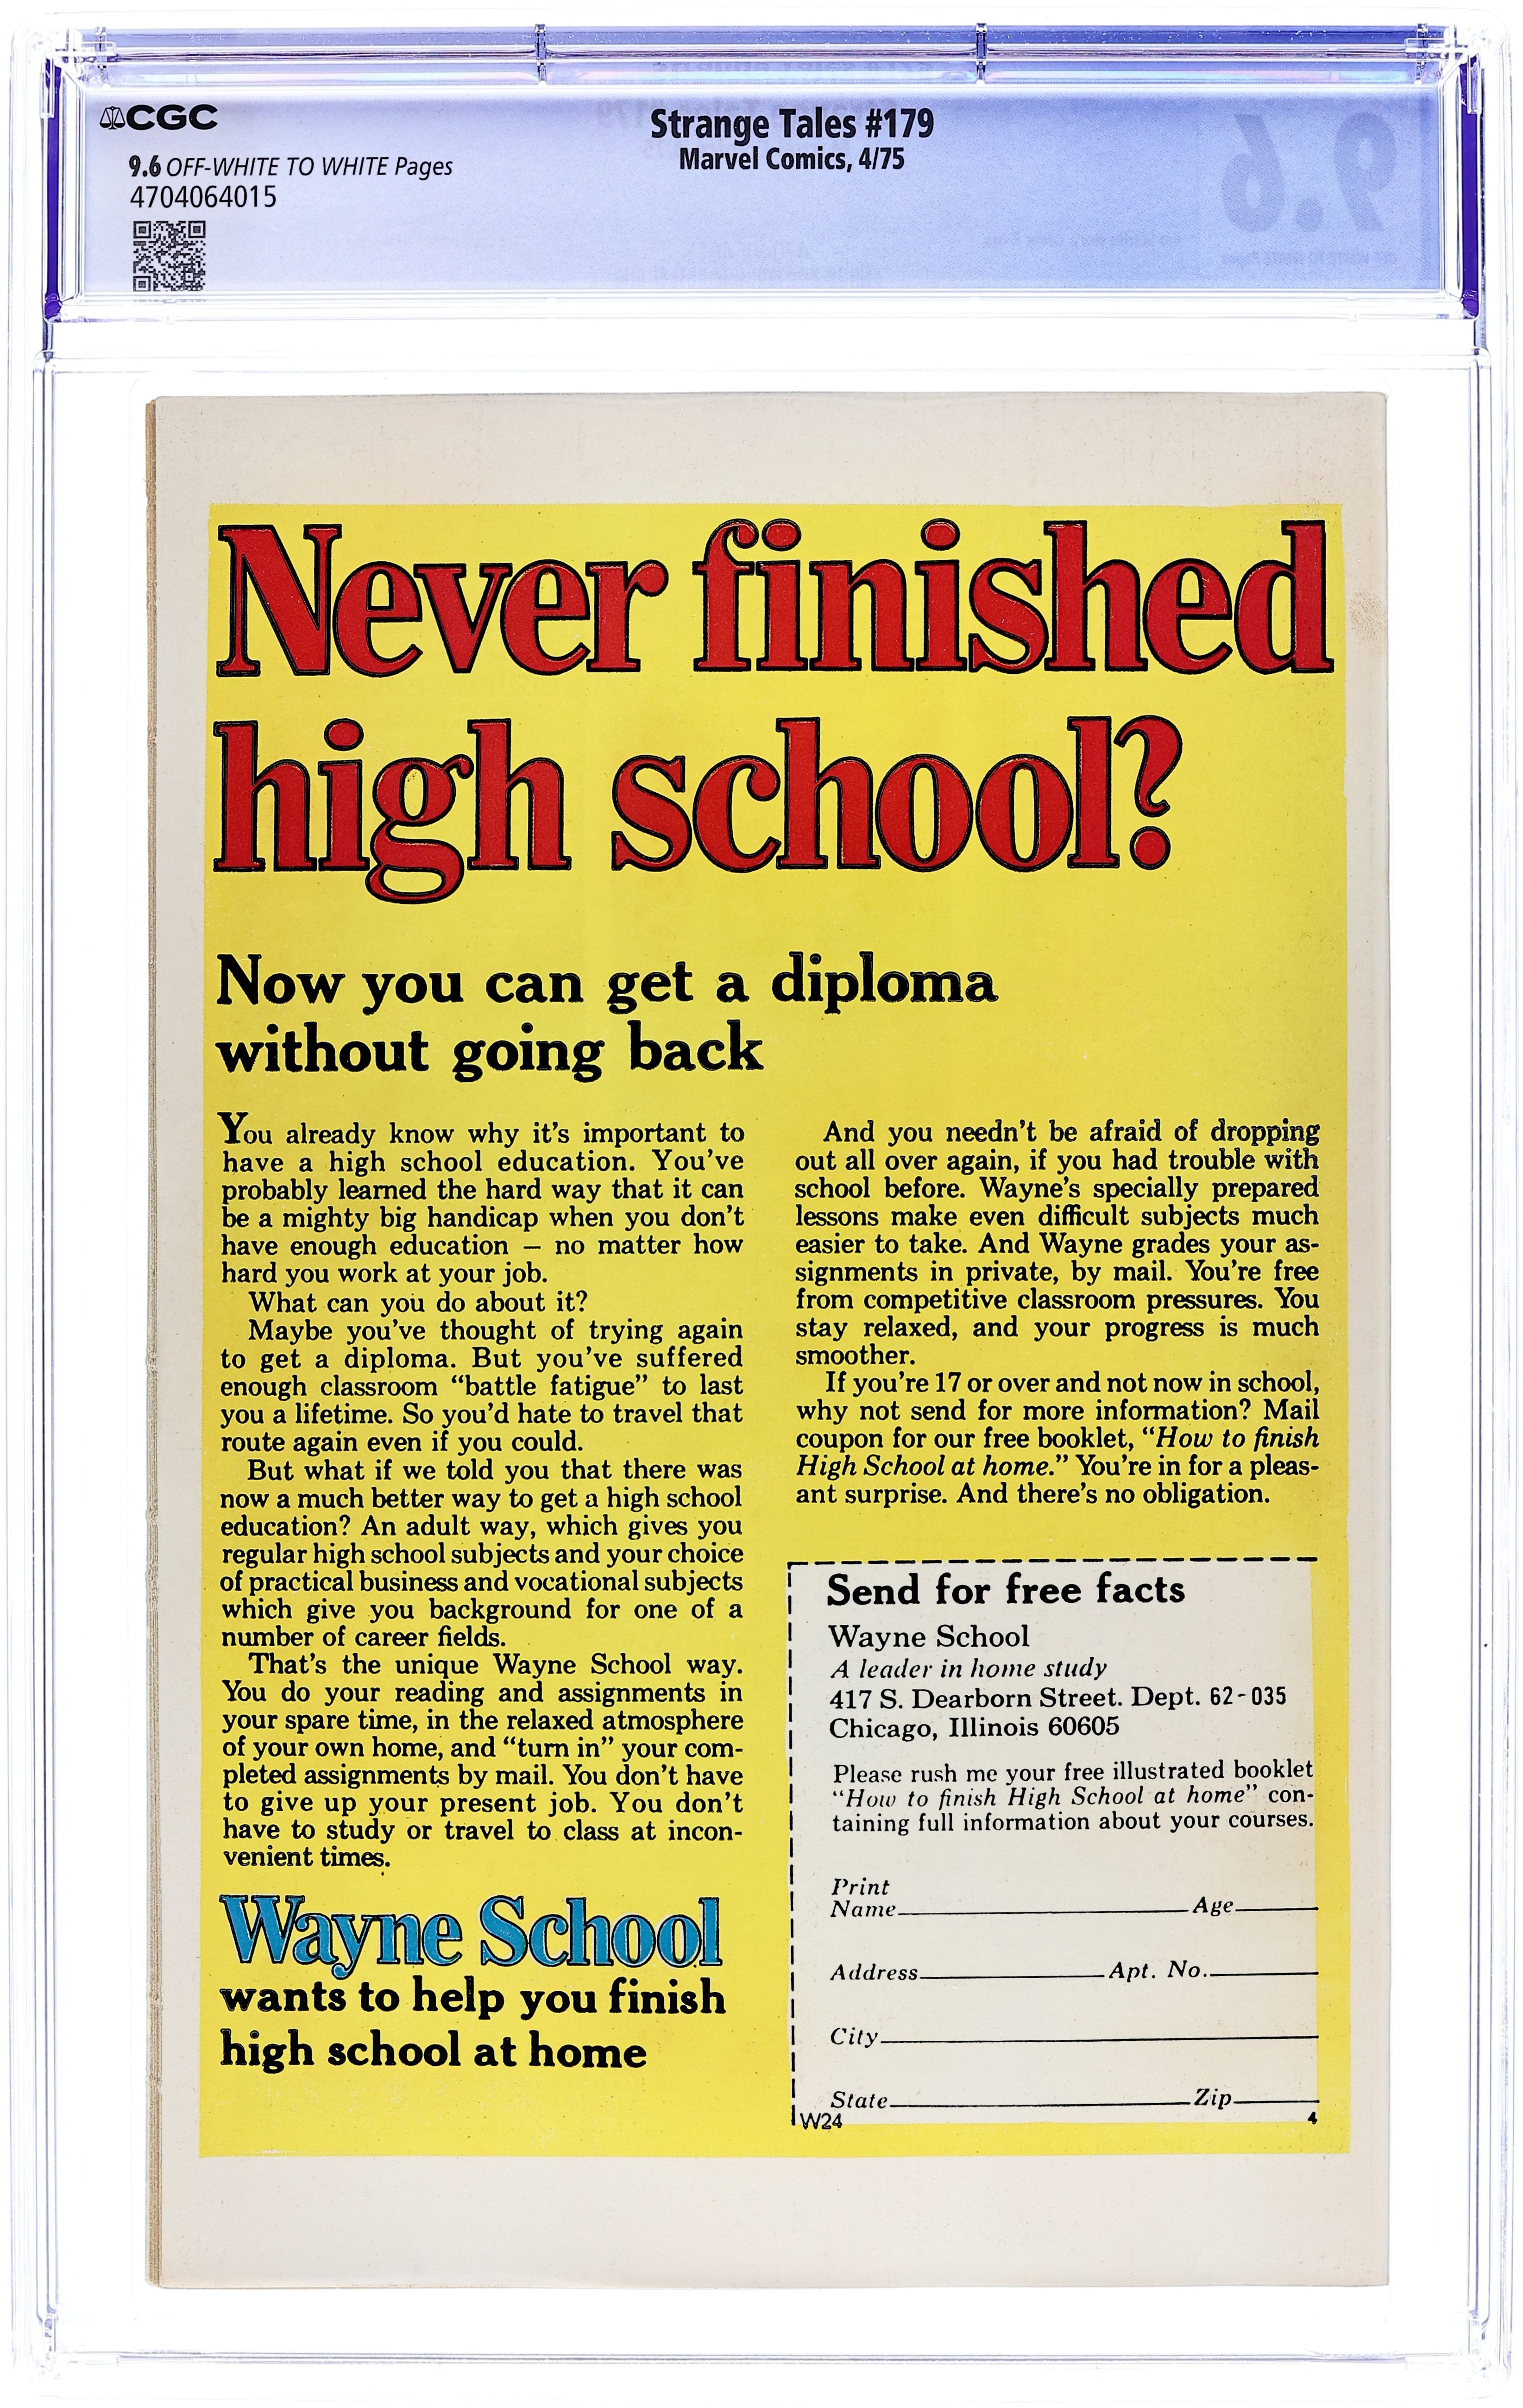 CGC
Strange Tales #179
Marvel Comics, 4/75
9.6 OFF-WHITE TO WHITE Pages
4704064015
9.6
Never finished
high school?
Now you can get a diploma
without going back
You already know why it's important to
have a high school education. You've
probably learned the hard way that it can
be a mighty big handicap when you don't
have enough education – no matter how
hard you work at your job.
What can you do about it?
Maybe you've thought of trying again
to get a diploma. But you've suffered
enough classroom “battle fatigue” to last
you a lifetime. So you'd hate to travel that
route again even if you could.
But what if we told you that there was
now a much better way to get a high school
education? An adult way, which gives you
regular high school subjects and your choice
of practical business and vocational subjects
which give you background for one of a
number of career fields.
That's the unique Wayne School way.
You do your reading and assignments in
your spare time, in the relaxed atmosphere
of your own home, and “turn in” your com-
pleted assignments by mail. You don't have
to give up your present job. You don't
have to study or travel to class at incon-
venient times.
Wayne School
wants to help you finish
high school at home
And you needn't be afraid of dropping
out all over again, if you had trouble with
school before. Wayne's specially prepared
lessons make even difficult subjects much
easier to take. And Wayne grades your as-
signments in private, by mail. You're free
from competitive classroom pressures. You
stay relaxed, and your progress is much
smoother.
If you're 17 or over and not now in school,
why not send for more information? Mail
coupon for our free booklet, “How to finish
High School at home.” You're in for a pleas-
ant surprise. And there's no obligation.
Send for free facts
Wayne School
A leader in home study
417 S. Dearborn Street. Dept. 62-035
Chicago, Illinois 60605
Please rush me your free illustrated booklet
“How to finish High School at home” con-
taining full information about your courses.
Print
Name Age
Address Apt. No.
City
State Zip
W24 4